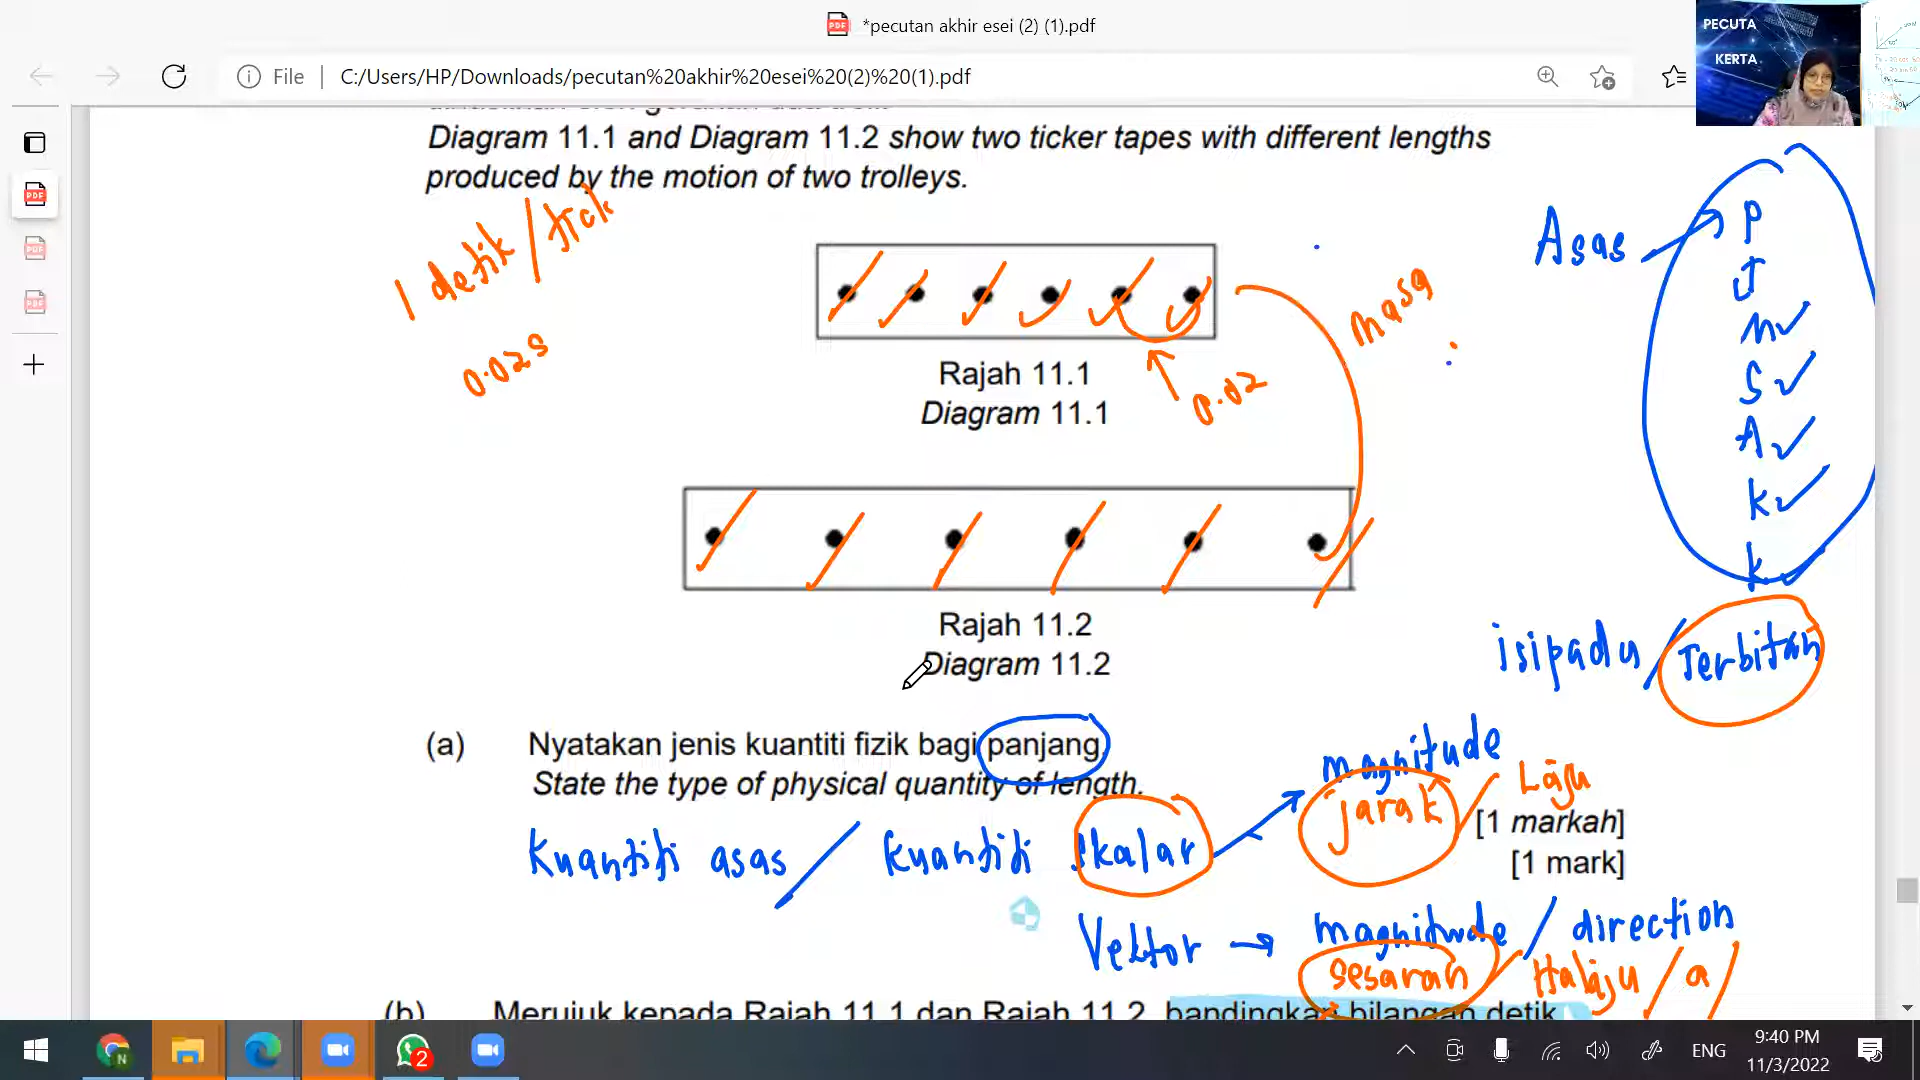 *pecutan akhir esei (2) (1).pdf
File
C:/Users/HP/Downloads/pecutan%20akhir%20esei%20(2)%20(1).pdf
PECUTA
KERTA
Diagram 11.1 and Diagram 11.2 show two ticker tapes with different lengths
produced by the motion of two trolleys.
1 detik / tick
0.02s
Rajah 11.1
Diagram 11.1
0.02
masa
Asas
P
J
M
S
A
K
k
Rajah 11.2
Diagram 11.2
isipadu / Terbitan
(a) Nyatakan jenis kuantiti fizik bagi panjang.
State the type of physical quantity of length.
magnitude
jarak / Laju
[1 markah]
[1 mark]
kuantiti asas / kuantiti skalar
Vektor → magnitude / direction
sesaran / Halaju / a /
(b) Merujuk kepada Rajah 11.1 dan Rajah 11.2, bandingkan bilangan detik
2
ENG
9:40 PM
11/3/2022